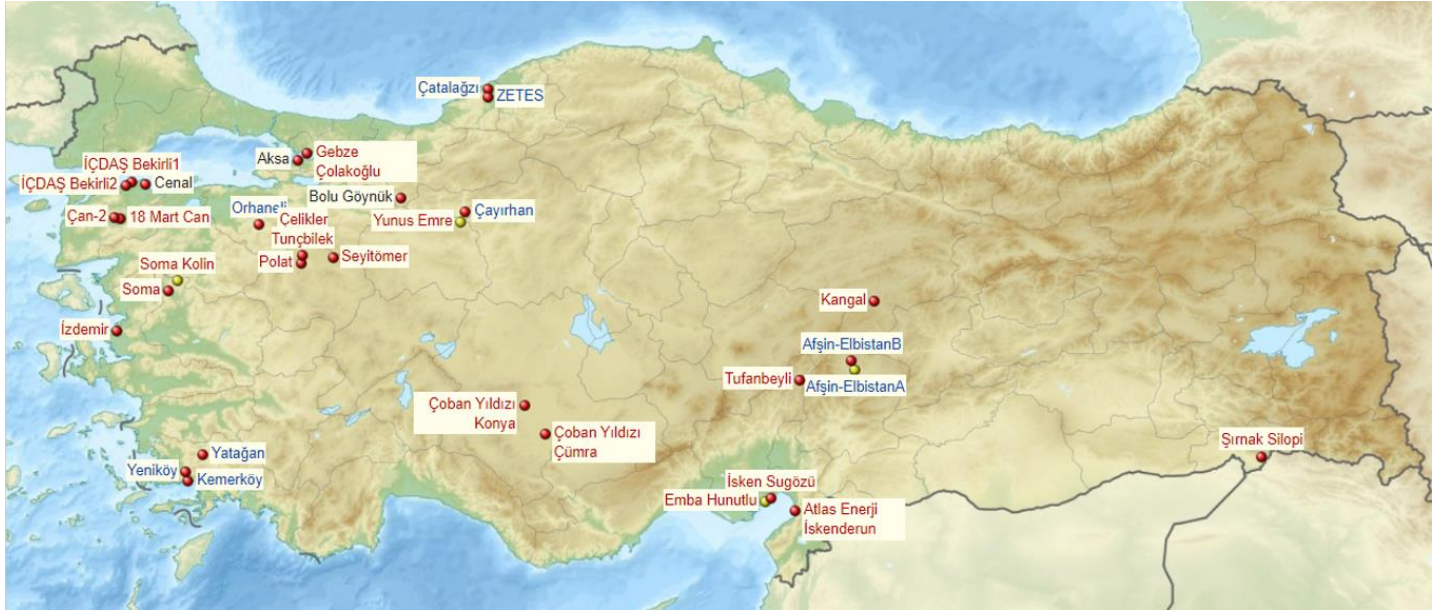 Çatalağzı
ZETES
Aksa
Gebze
Çolakoğlu
İÇDAŞ Bekirli1
İÇDAŞ Bekirli2
Cenal
Bolu Göynük
Orhaneli
Çan-2
18 Mart Can
Çelikler
Tunçbilek
Yunus Emre
Çayırhan
Polat
Seyitömer
Soma Kolin
Soma
Kangal
İzdemir
Afşin-ElbistanB
Tufanbeyli
Afşin-ElbistanA
Çoban Yıldızı
Konya
Çoban Yıldızı
Çümra
Şırnak Silopi
Yatağan
Yeniköy
Kemerköy
İsken Sugözü
Emba Hunutlu
Atlas Enerji
İskenderun